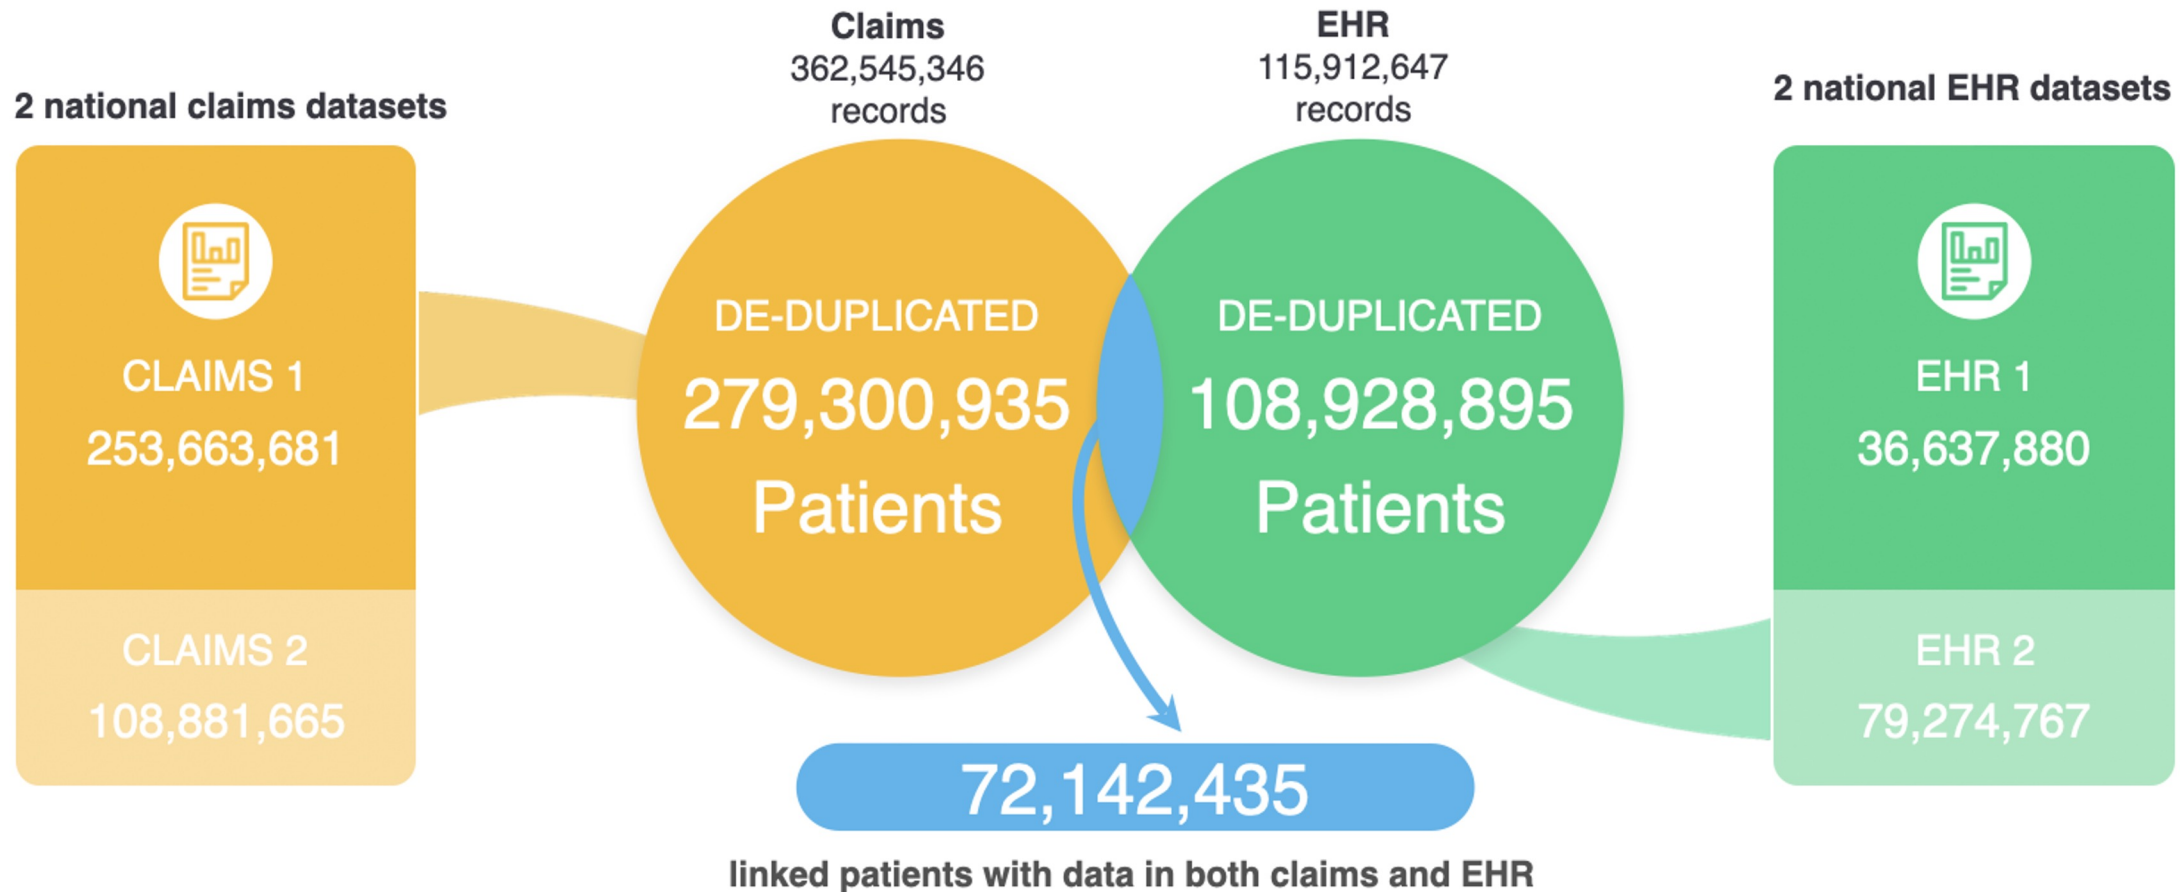 2 national claims datasets
CLAIMS 1
253,663,681
CLAIMS 2
108,881,665
Claims
362,545,346
records
DE-DUPLICATED
279,300,935
Patients
EHR
115,912,647
records
DE-DUPLICATED
108,928,895
Patients
72,142,435
linked patients with data in both claims and EHR
2 national EHR datasets
EHR 1
36,637,880
EHR 2
79,274,767